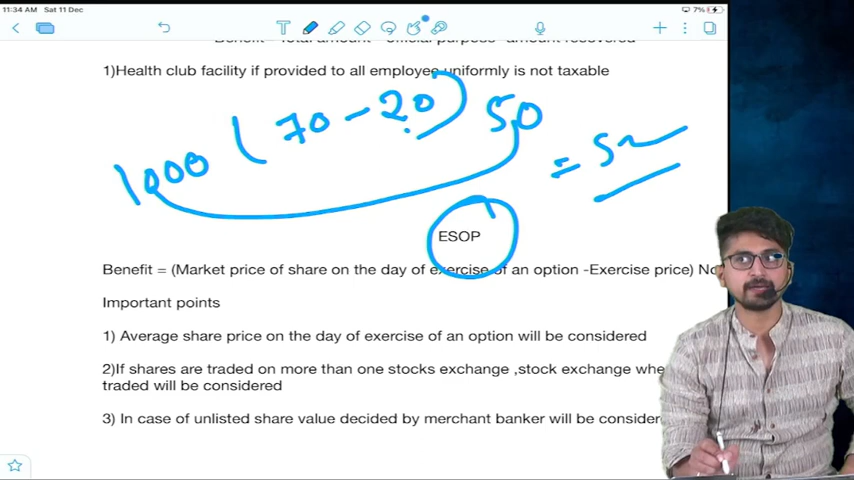 11:34 AM Sat 11 Dec
7%
1)Health club facility if provided to all employee uniformly is not taxable
1000 (70 - 20) 50
=
ESOP
Benefit = (Market price of share on the day of exercise of an option -Exercise price) No
Important points
1) Average share price on the day of exercise of an option will be considered
2)If shares are traded on more than one stocks exchange ,stock exchange whe
traded will be considered
3) In case of unlisted share value decided by merchant banker will be consider